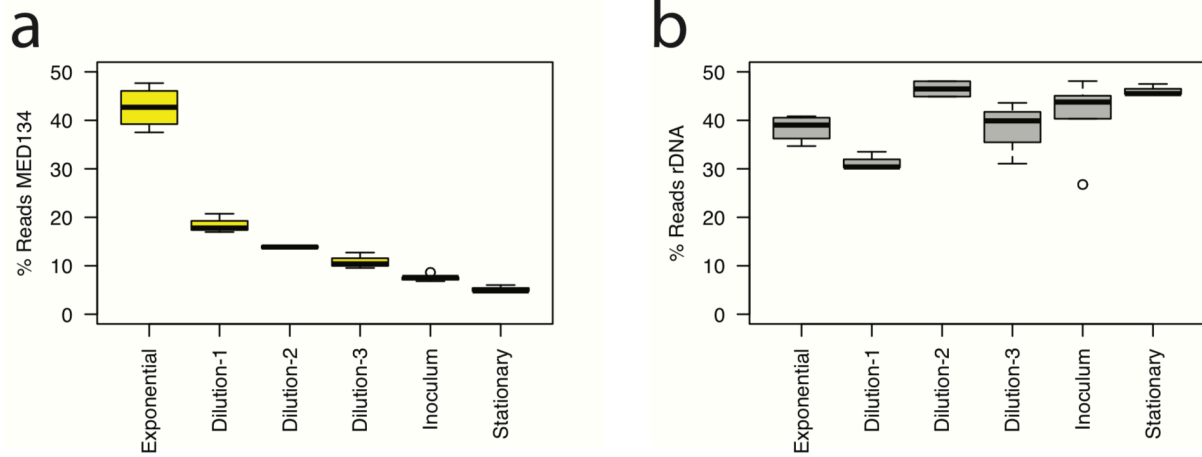 a
% Reads MED134
50
40
30
20
10
0
Exponential
Dilution-1
Dilution-2
Dilution-3
Inoculum
Stationary
b
% Reads rDNA
50
40
30
20
10
0
Exponential
Dilution-1
Dilution-2
Dilution-3
Inoculum
Stationary